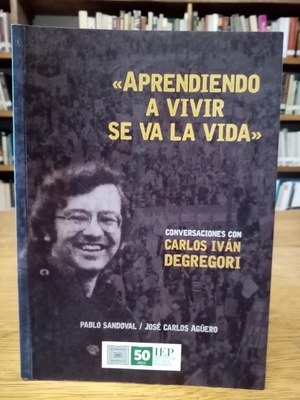 «APRENDIENDO
A VIVIR
SE VA LA VIDA»
CONVERSACIONES CON
CARLOS IVÁN
DEGREGORI
PABLO SANDOVAL / JOSÉ CARLOS AGÜERO
50
IEP